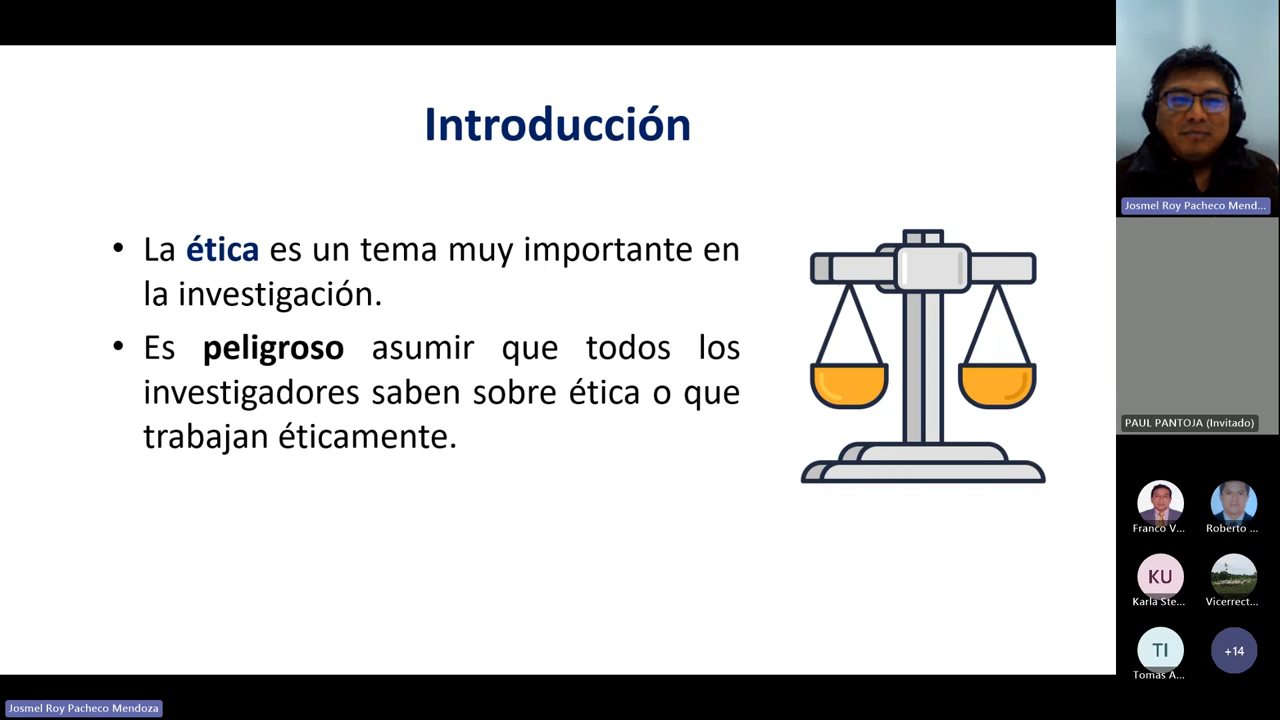 Introducción
• La ética es un tema muy importante en
la investigación.
• Es peligroso asumir que todos los
investigadores saben sobre ética o que
trabajan éticamente.
Josmel Roy Pacheco Mend...
PAUL PANTOJA (Invitado)
Franco V...
Roberto ...
KU
Karla Ste...
Vicerrect...
TI
Tomas A...
+14
Josmel Roy Pacheco Mendoza